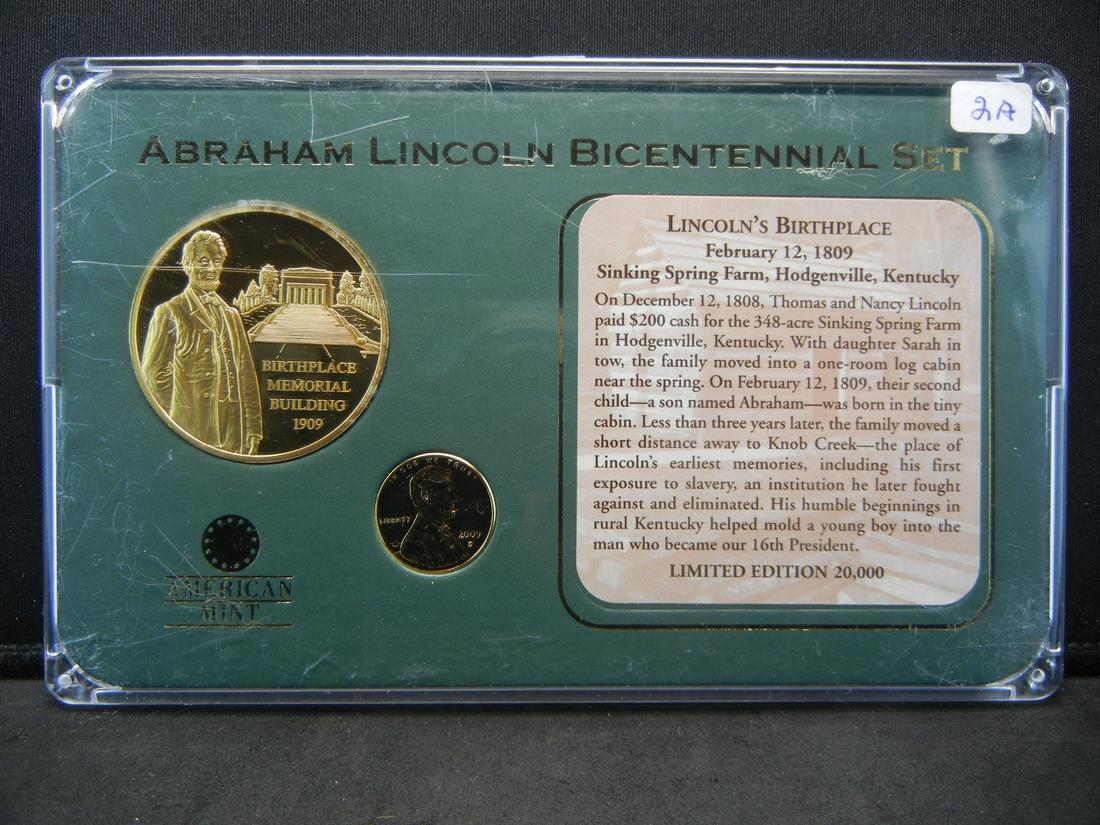 2A
ABRAHAM LINCOLN BICENTENNIAL SET
BIRTHPLACE
MEMORIAL
BUILDING
1909
IN GOD WE TRUST
LIBERTY
2009
D
AMERICAN
MINT
LINCOLN'S BIRTHPLACE
February 12, 1809
Sinking Spring Farm, Hodgenville, Kentucky
On December 12, 1808, Thomas and Nancy Lincoln
paid $200 cash for the 348-acre Sinking Spring Farm
in Hodgenville, Kentucky. With daughter Sarah in
tow, the family moved into a one-room log cabin
near the spring. On February 12, 1809, their second
child—a son named Abraham—was born in the tiny
cabin. Less than three years later, the family moved a
short distance away to Knob Creek—the place of
Lincoln's earliest memories, including his first
exposure to slavery, an institution he later fought
against and eliminated. His humble beginnings in
rural Kentucky helped mold a young boy into the
man who became our 16th President.
LIMITED EDITION 20,000